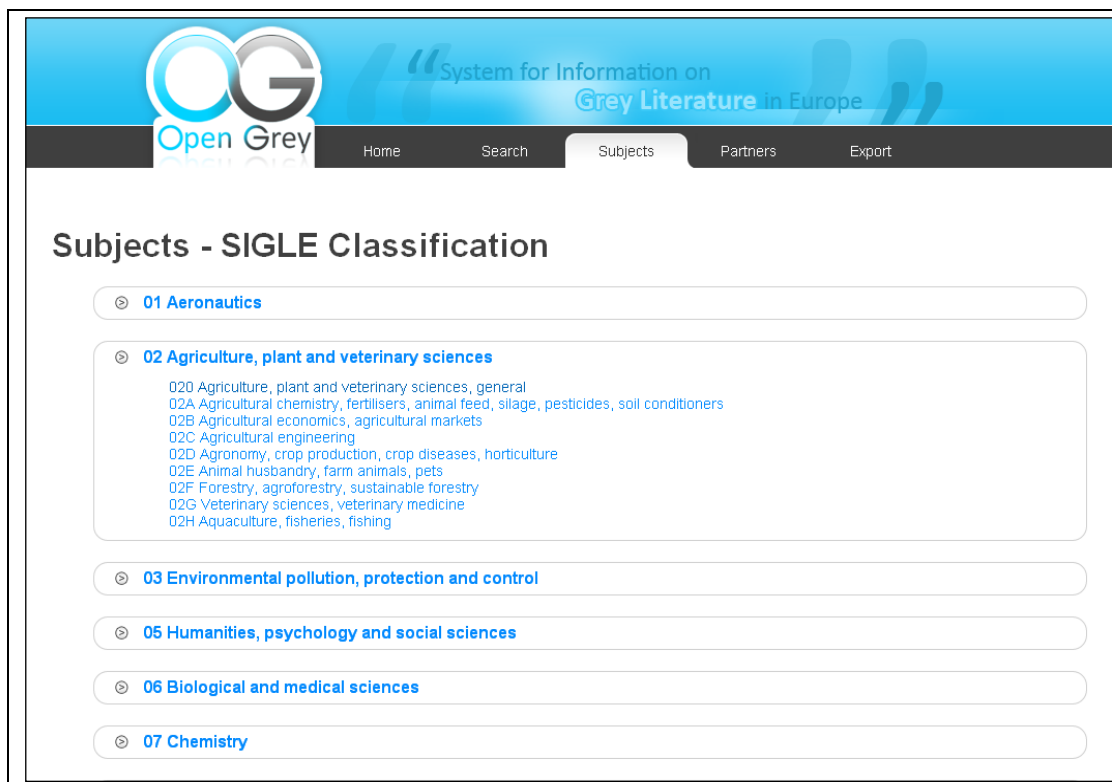 OG
Open Grey
System for Information on
Grey Literature in Europe
Home Search Subjects Partners Export
Subjects - SIGLE Classification
01 Aeronautics
02 Agriculture, plant and veterinary sciences
020 Agriculture, plant and veterinary sciences, general
02A Agricultural chemistry, fertilisers, animal feed, silage, pesticides, soil conditioners
02B Agricultural economics, agricultural markets
02C Agricultural engineering
02D Agronomy, crop production, crop diseases, horticulture
02E Animal husbandry, farm animals, pets
02F Forestry, agroforestry, sustainable forestry
02G Veterinary sciences, veterinary medicine
02H Aquaculture, fisheries, fishing
03 Environmental pollution, protection and control
05 Humanities, psychology and social sciences
06 Biological and medical sciences
07 Chemistry